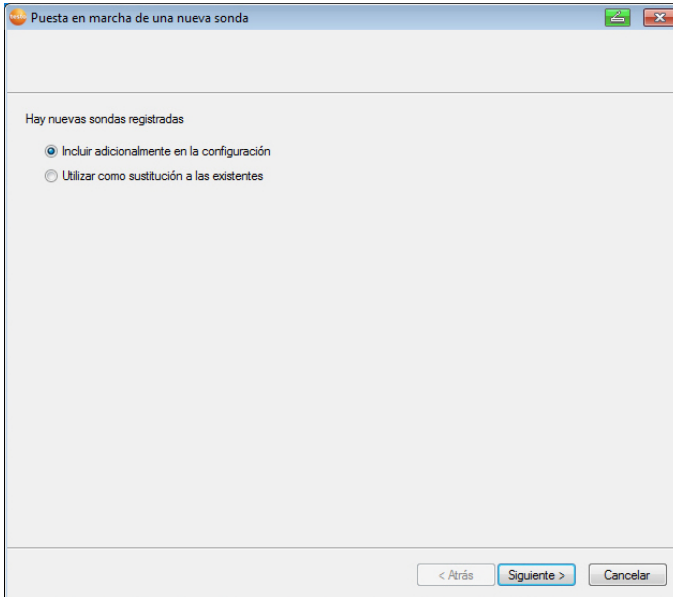 Puesta en marcha de una nueva sonda
Hay nuevas sondas registradas
Incluir adicionalmente en la configuración
Utilizar como sustitución a las existentes
< Atrás
Siguiente >
Cancelar